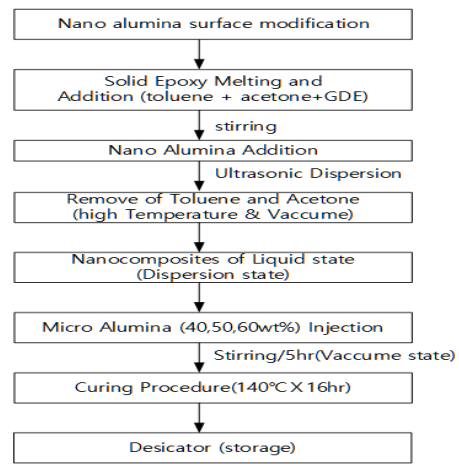 Nano alumina surface modification
Solid Epoxy Melting and
Addition (toluene + acetone+GDE)
stirring
Nano Alumina Addition
Ultrasonic Dispersion
Remove of Toluene and Acetone
(high Temperature & Vaccume)
Nanocomposites of Liquid state
(Dispersion state)
Micro Alumina (40,50,60wt%) Injection
Stirring/5hr(Vaccume state)
Curing Procedure(140℃ X 16hr)
Desicator (storage)